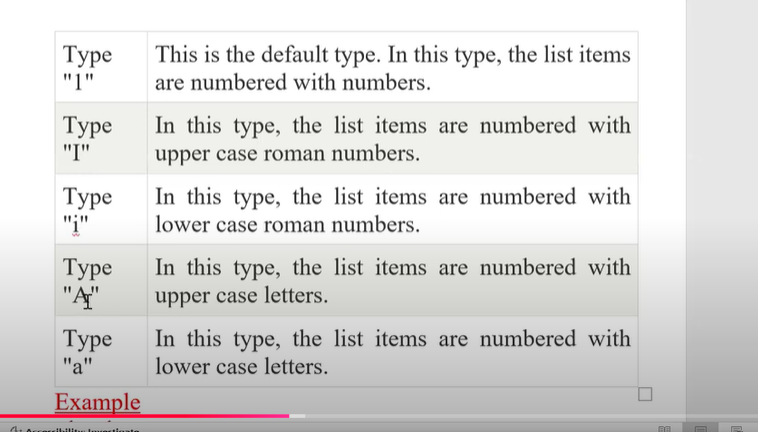 Type
"1"
This is the default type. In this type, the list items
are numbered with numbers.
Type
"I"
In this type, the list items are numbered with
upper case roman numbers.
Type
"i"
In this type, the list items are numbered with
lower case roman numbers.
Type
"A"
In this type, the list items are numbered with
upper case letters.
Type
"a"
In this type, the list items are numbered with
lower case letters.
Example